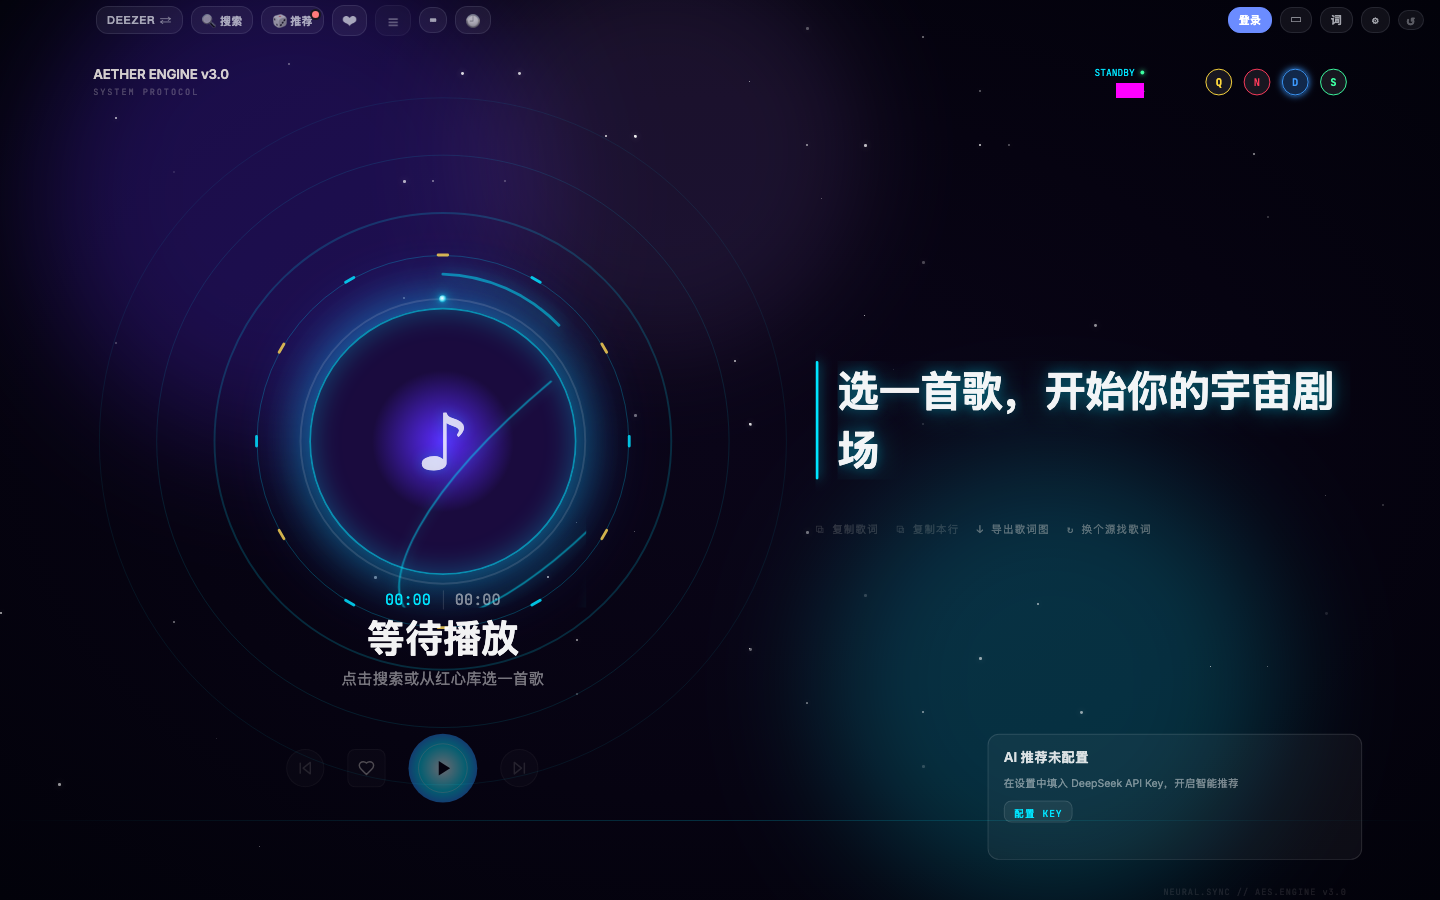 DEEZER ⇄
搜索
推荐
登录
词
AETHER ENGINE v3.0
SYSTEM PROTOCOL
STANDBY
Q N D S
选一首歌，开始你的宇宙剧
场
复制歌词 复制本行 导出歌词图 换个源找歌词
00:00 00:00
等待播放
点击搜索或从红心库选一首歌
AI 推荐未配置
在设置中填入 DeepSeek API Key，开启智能推荐
配置 KEY
NEURAL.SYNC // AES.ENGINE v3.0